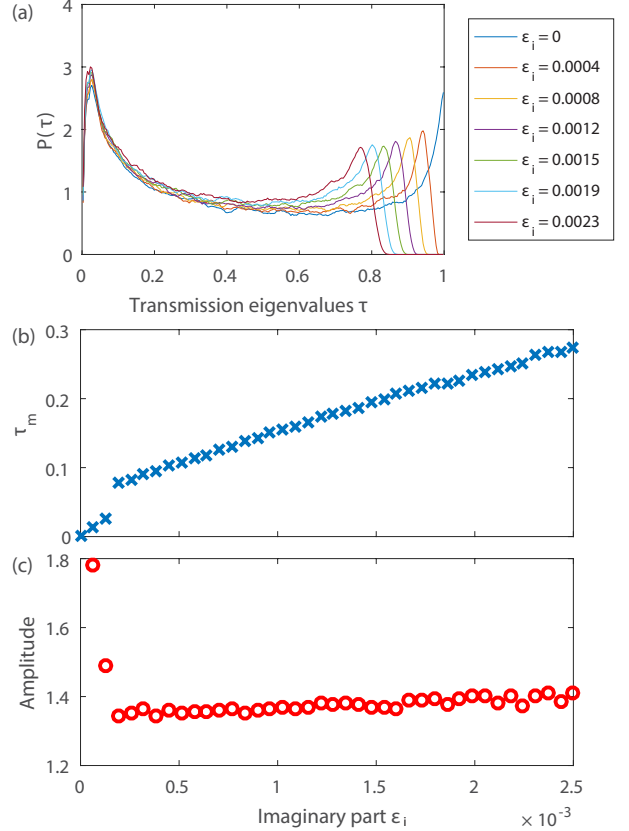 (a)
4
3
2
1
0
P(τ)
0
0.2
0.4
0.6
0.8
1
Transmission eigenvalues τ
ε_i = 0
ε_i = 0.0004
ε_i = 0.0008
ε_i = 0.0012
ε_i = 0.0015
ε_i = 0.0019
ε_i = 0.0023
(b)
0.3
0.2
0.1
0
τ_m
(c)
1.8
1.6
1.4
1.2
Amplitude
0
0.5
1
1.5
2
2.5
Imaginary part ε_i
× 10⁻³